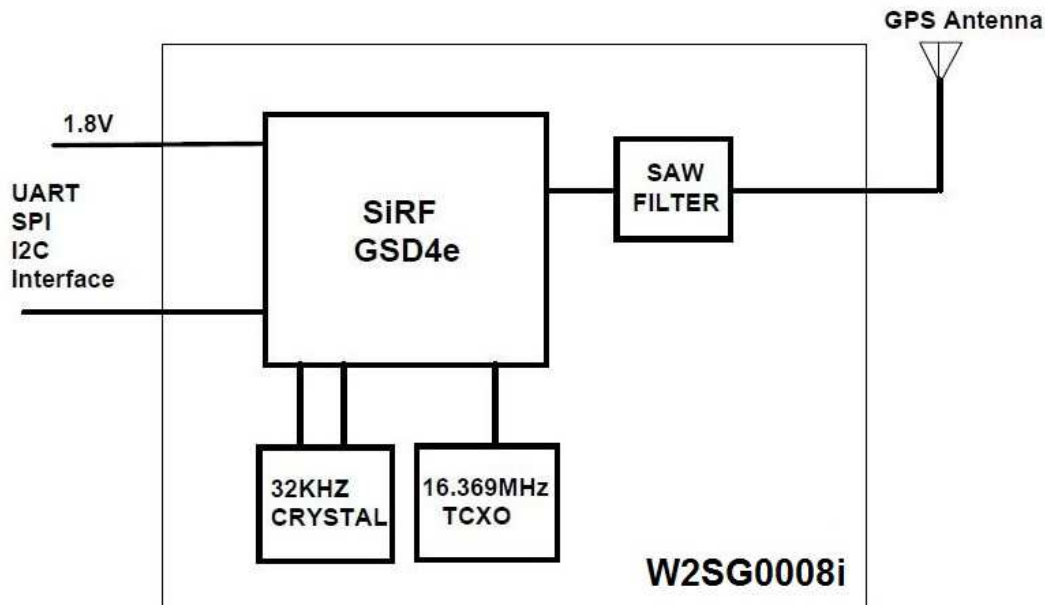 GPS Antenna
1.8V
UART
SPI
I2C
Interface
SiRF
GSD4e
SAW
FILTER
32KHZ
CRYSTAL
16.369MHz
TCXO
W2SG0008i